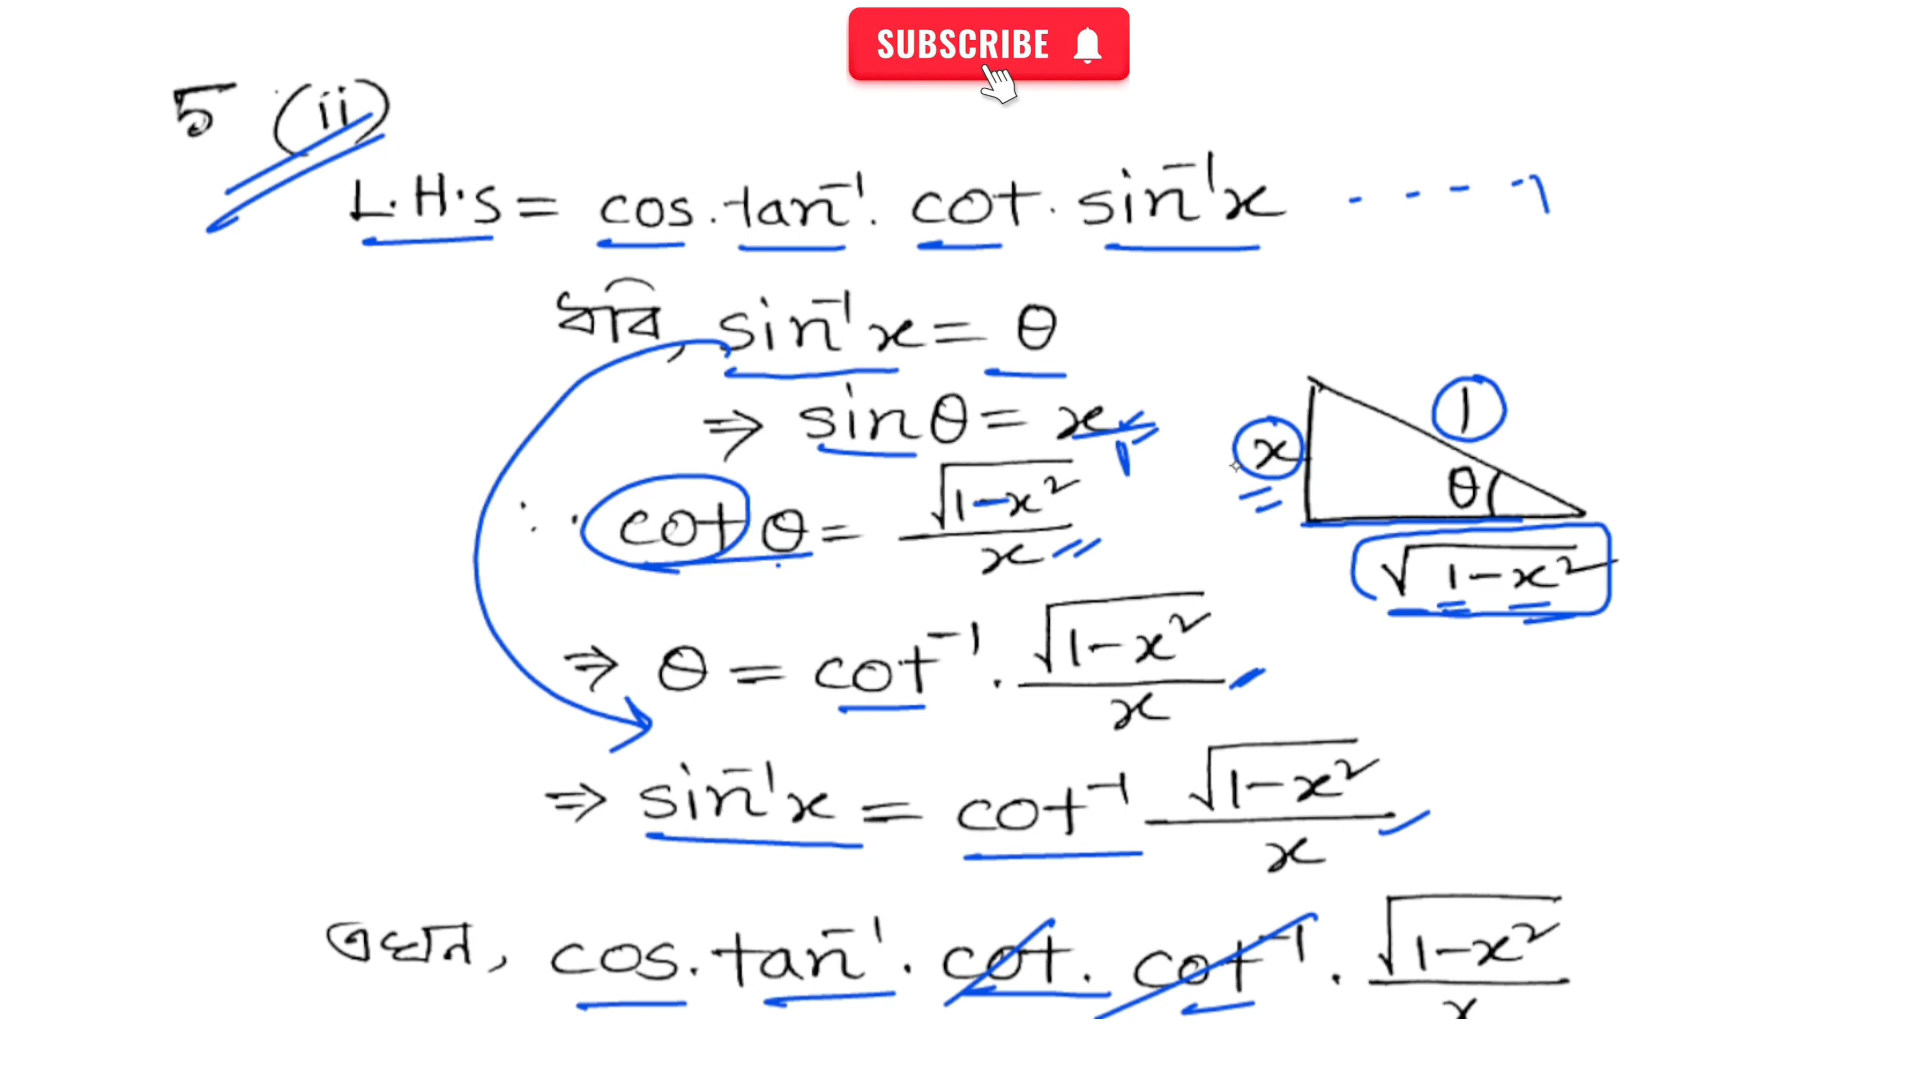 SUBSCRIBE
5 (ii)
L.H.S = cos.tan⁻¹. cot. sin⁻¹x
ধরি, sin⁻¹x = θ
⇒ sinθ = x
∴ cotθ = √(1-x²)/x
x 1 θ √(1-x²)
⇒ θ = cot⁻¹ . √(1-x²)/x
⇒ sin⁻¹x = cot⁻¹ √(1-x²)/x
এখন, cos. tan⁻¹. cot. cot⁻¹. √(1-x²)/x